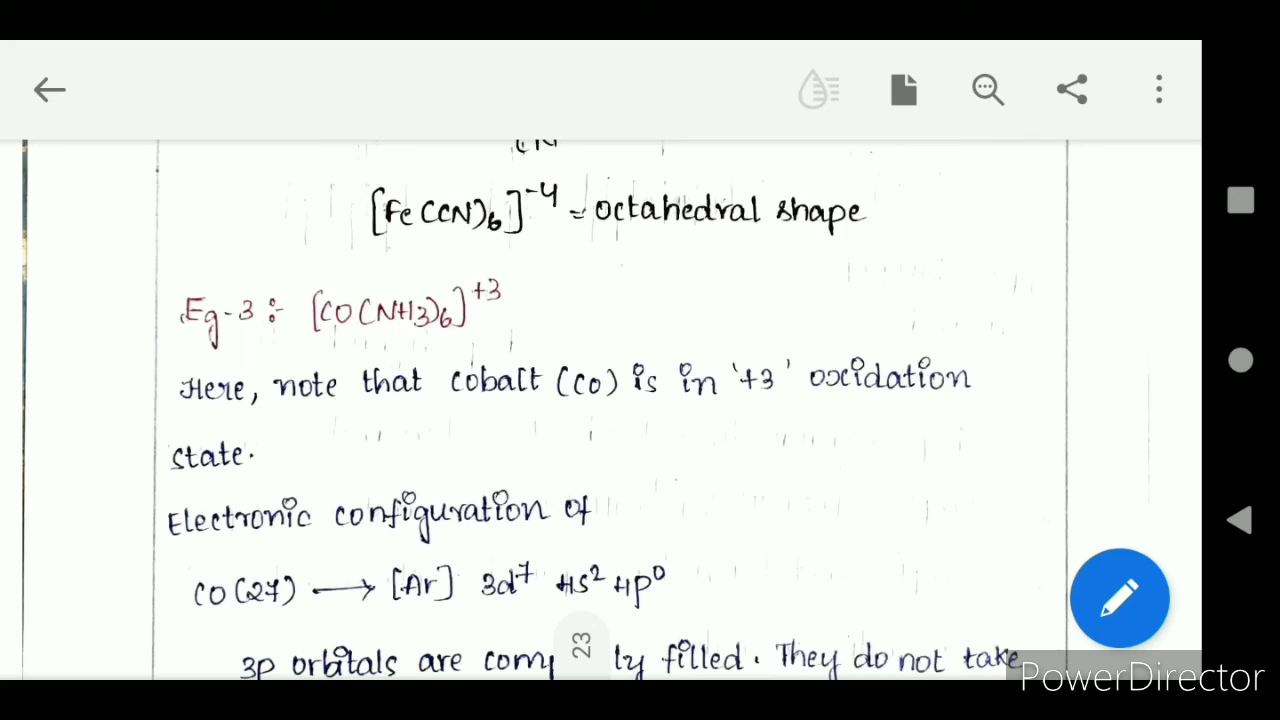 CN
[Fe(CN)6]-4 = octahedral shape
Eg-3 :- [CO(NH3)6]+3
Here, note that cobalt (CO) is in '+3' oxidation
state.
Electronic configuration of
CO(27) → [Ar] 3d7 4s2 4p0
3p orbitals are comp ly filled. They do not take
23
PowerDirector